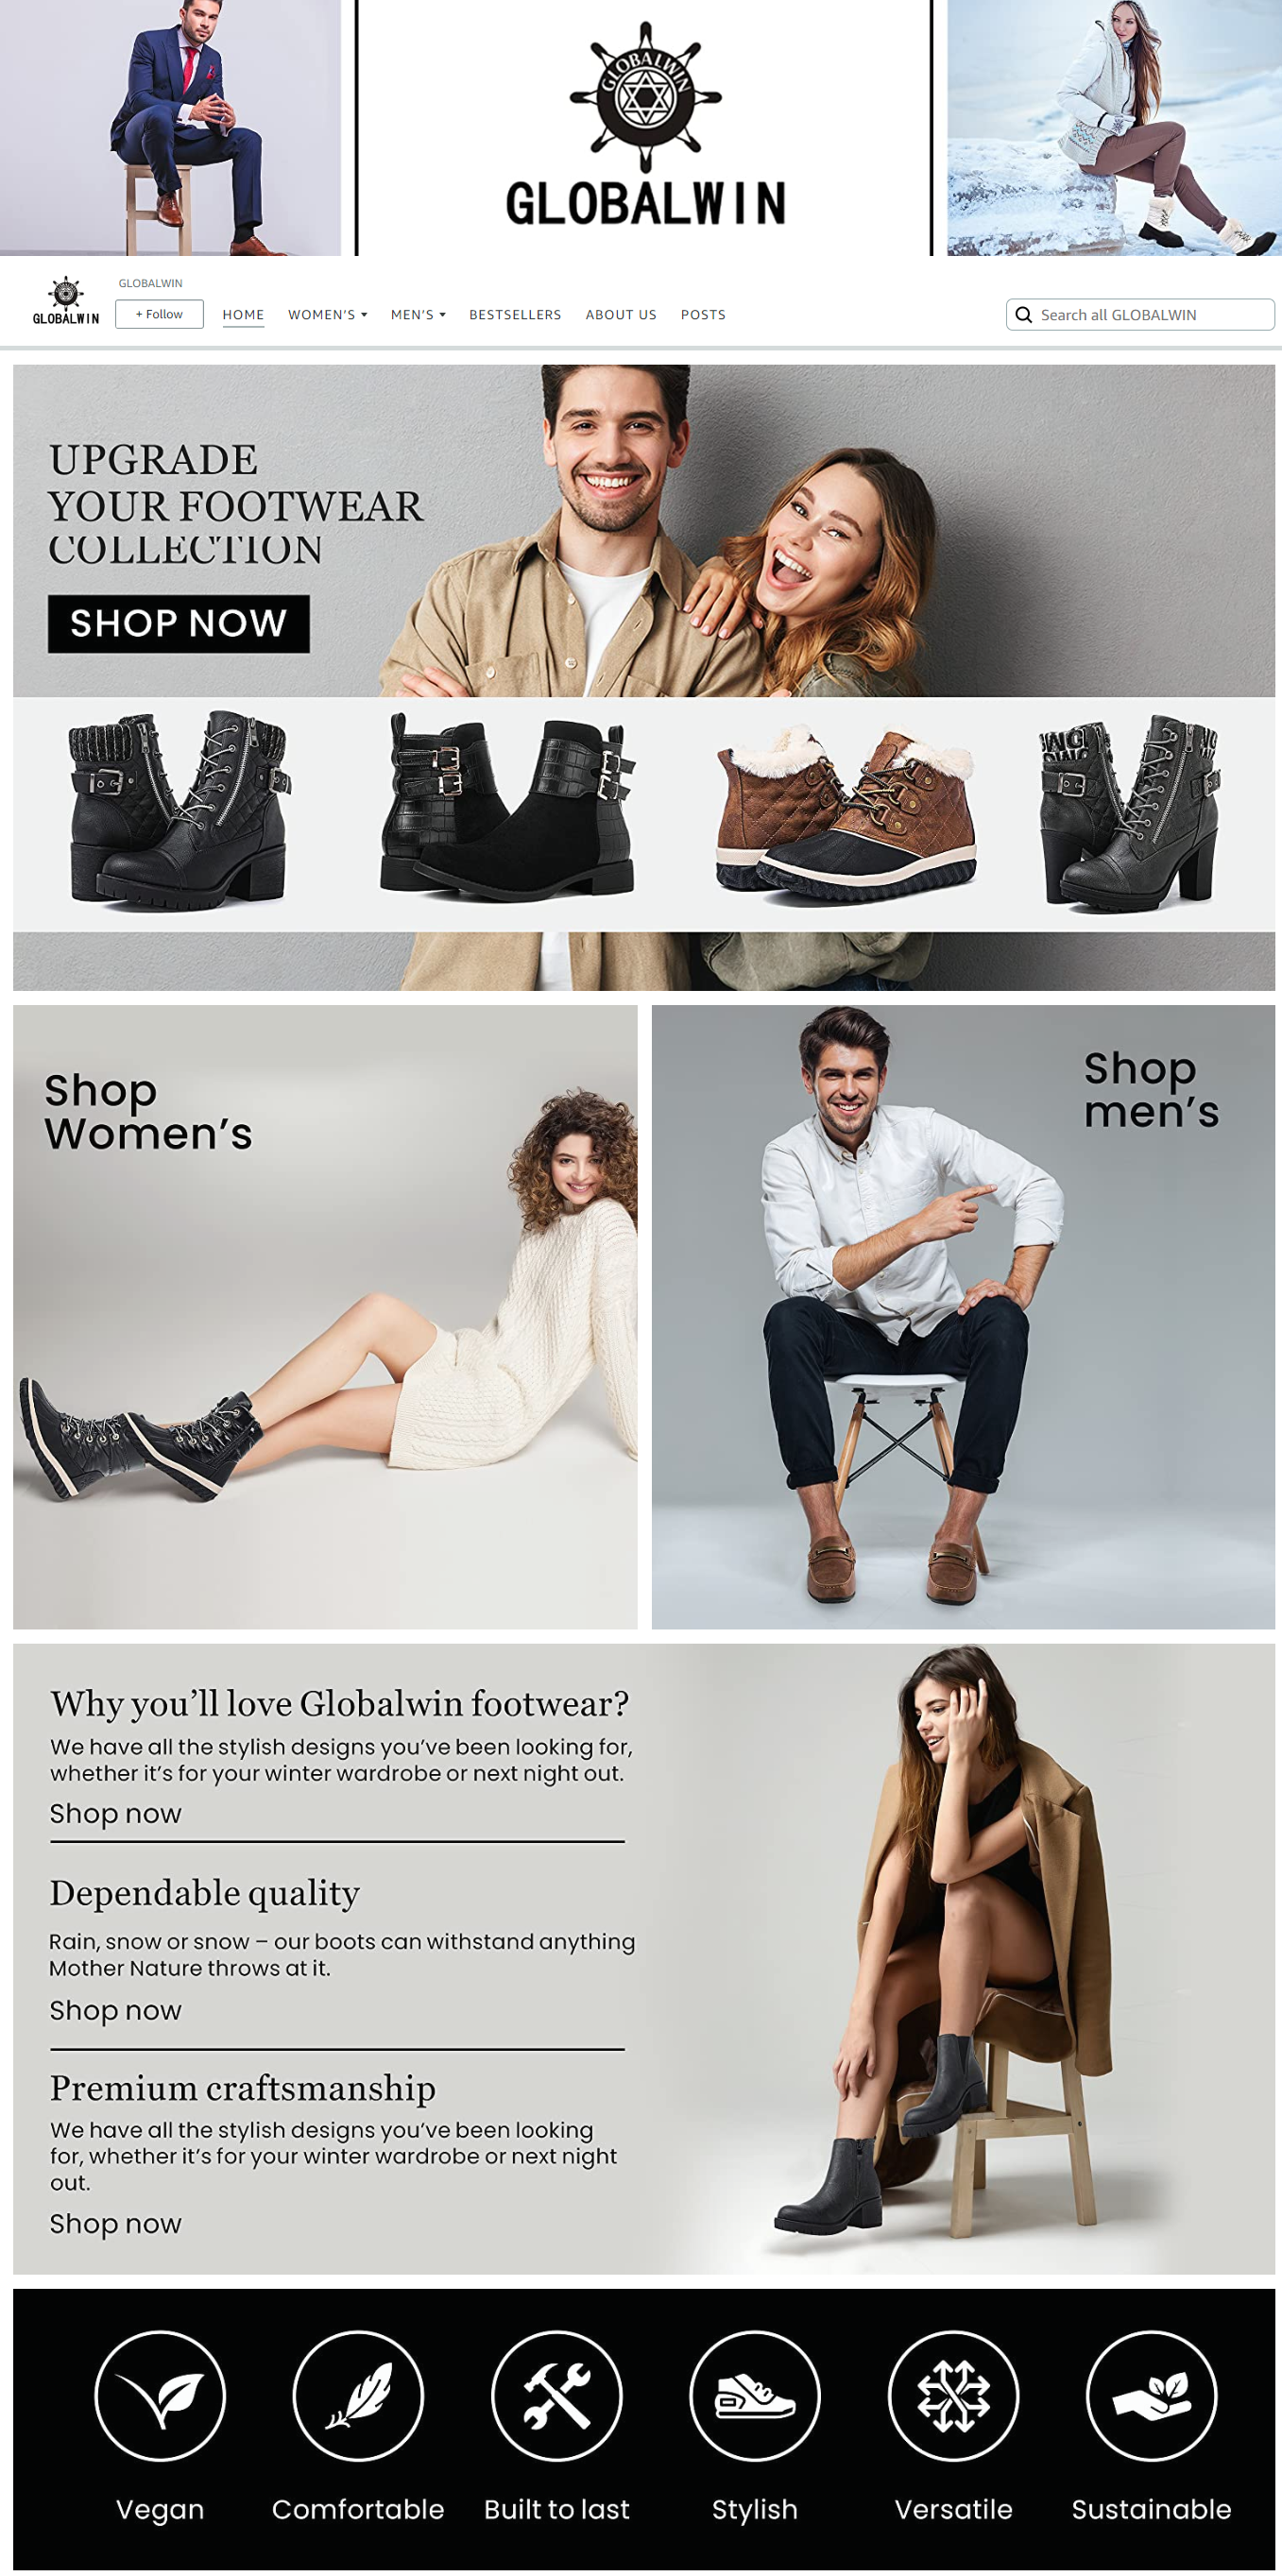 GLOBALWIN
GLOBALWIN
GLOBALWIN
GLOBALWIN
+ Follow
HOME
WOMEN'S
MEN'S
BESTSELLERS
ABOUT US
POSTS
Search all GLOBALWIN
UPGRADE
YOUR FOOTWEAR
COLLECTION
SHOP NOW
Shop
Women's
Shop
men's
Why you'll love Globalwin footwear?
We have all the stylish designs you've been looking for,
whether it's for your winter wardrobe or next night out.
Shop now
Dependable quality
Rain, snow or snow – our boots can withstand anything
Mother Nature throws at it.
Shop now
Premium craftsmanship
We have all the stylish designs you've been looking
for, whether it's for your winter wardrobe or next night
out.
Shop now
Vegan
Comfortable
Built to last
Stylish
Versatile
Sustainable